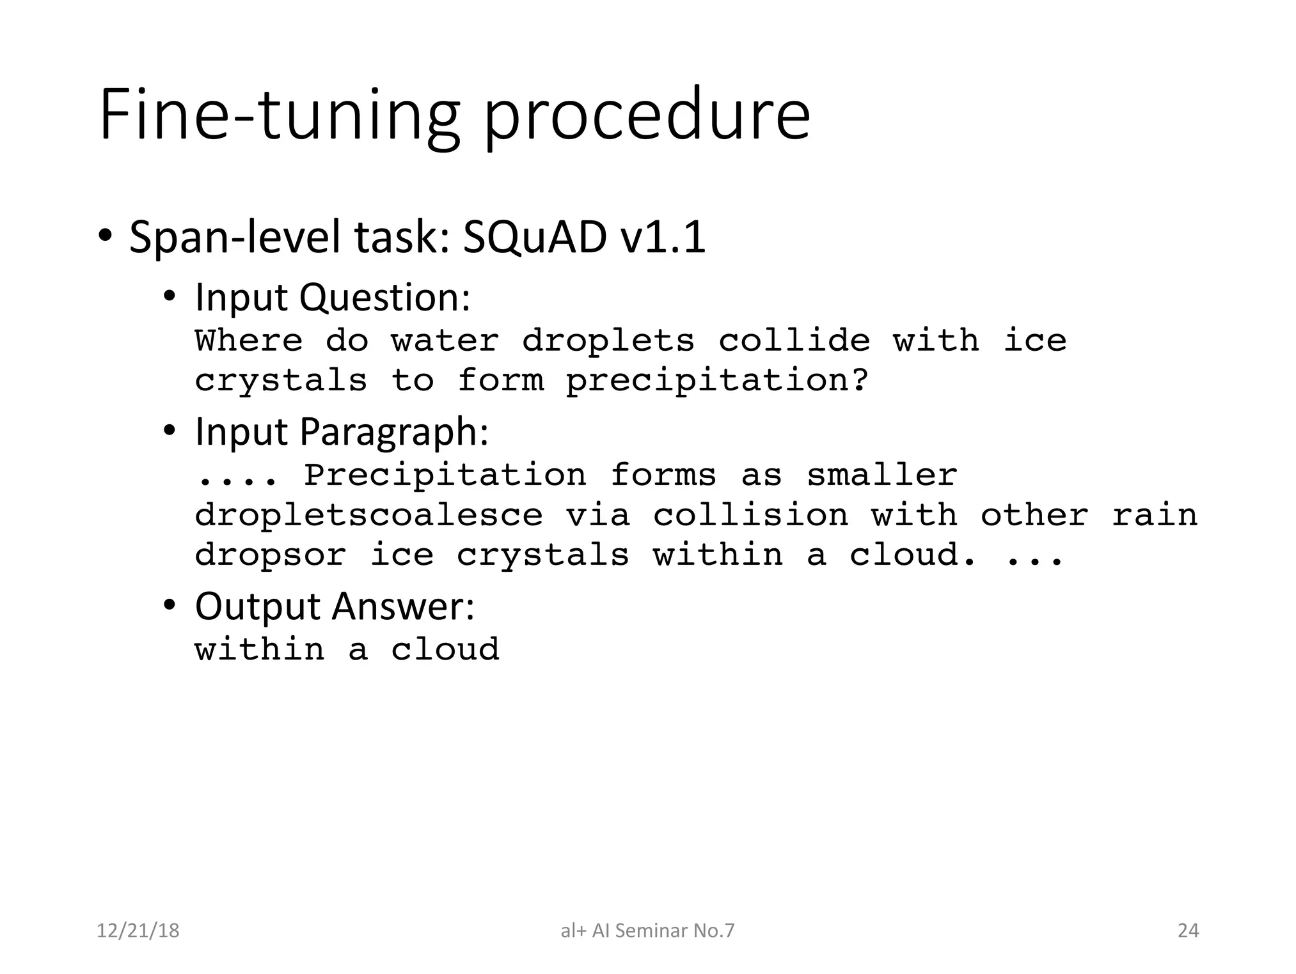 Fine-tuning procedure
• Span-level task: SQuAD v1.1
• Input Question:
Where do water droplets collide with ice
crystals to form precipitation?
• Input Paragraph:
.... Precipitation forms as smaller
dropletscoalesce via collision with other rain
dropsor ice crystals within a cloud. ...
• Output Answer:
within a cloud
12/21/18
al+ AI Seminar No.7
24